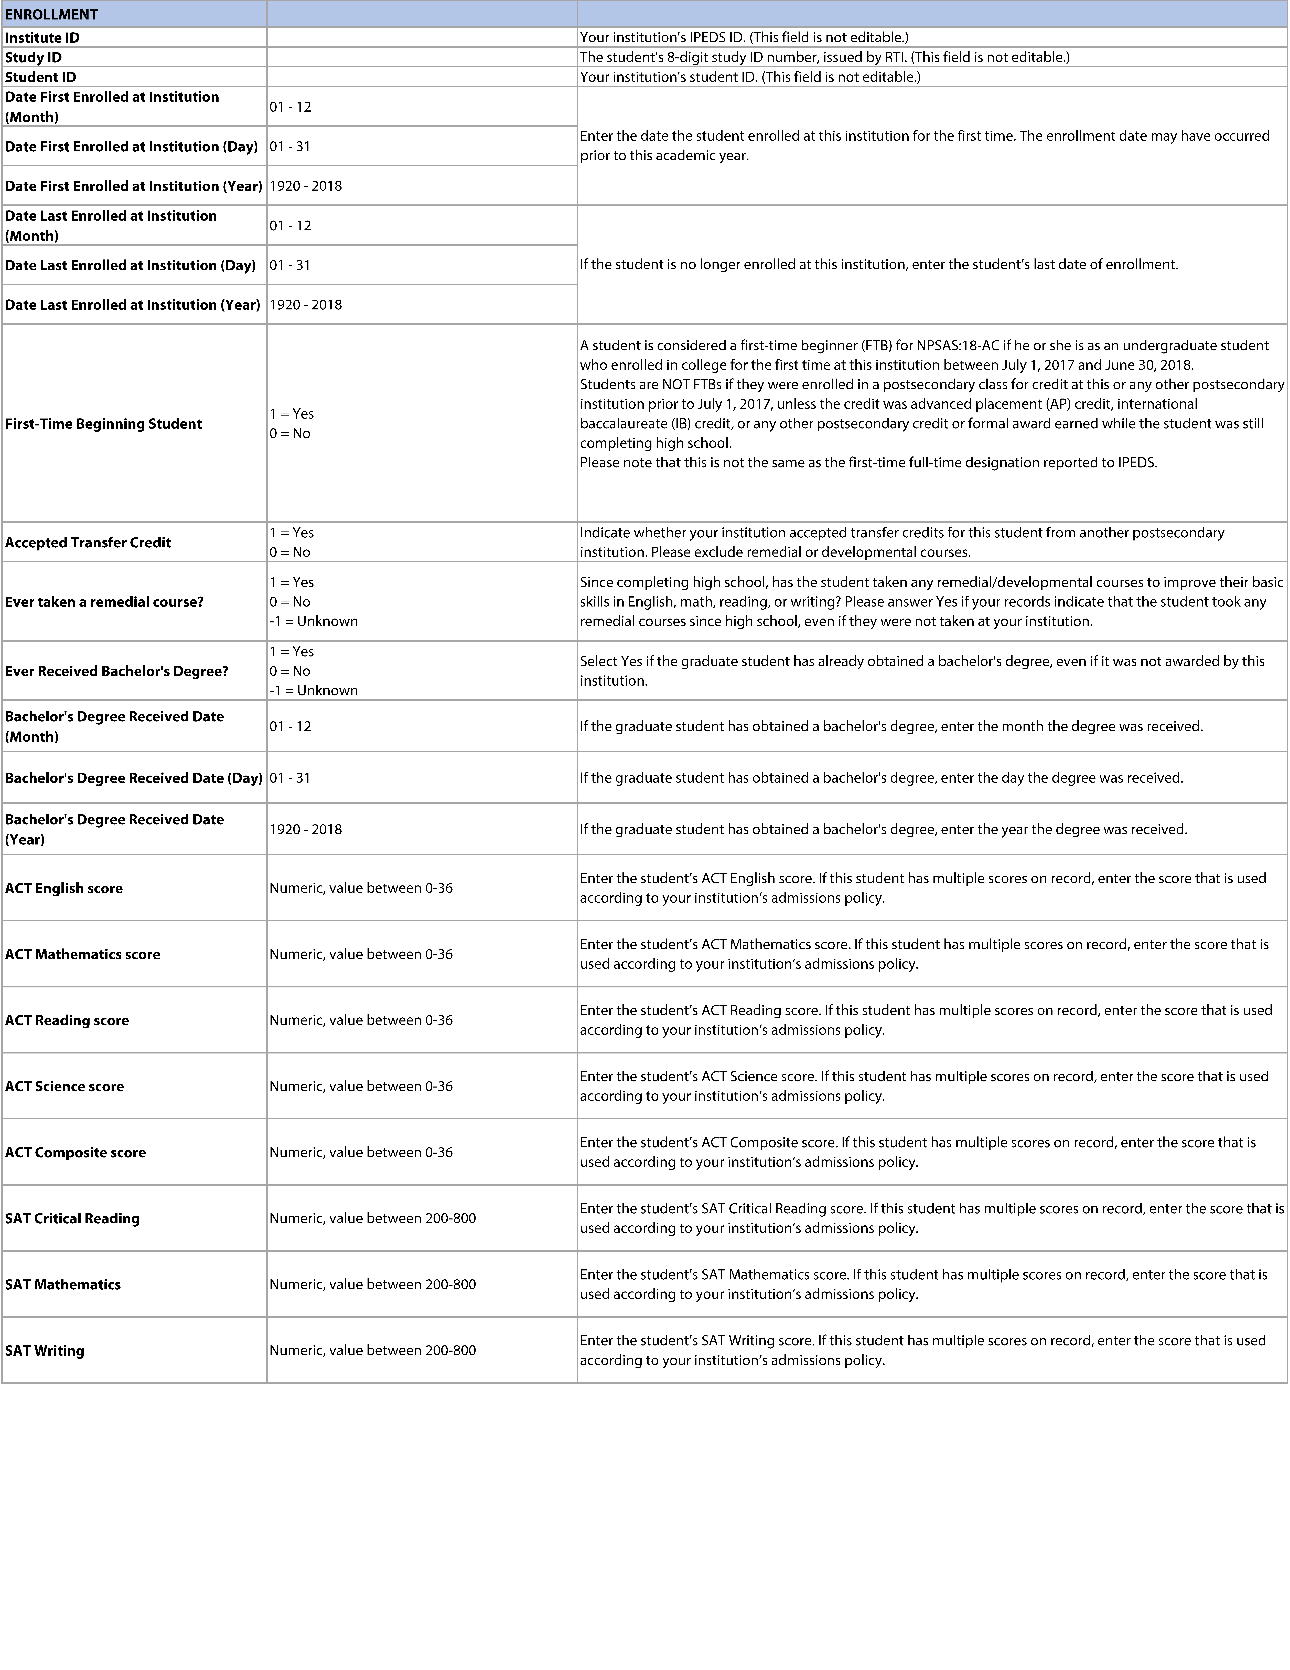 ENROLLMENT
Institute ID
Your institution's IPEDS ID. (This field is not editable.)
Study ID
The student's 8-digit study ID number, issued by RTI. (This field is not editable.)
Student ID
Your institution's student ID. (This field is not editable.)
Date First Enrolled at Institution
(Month)
01 - 12
Date First Enrolled at Institution (Day)
01 - 31
Date First Enrolled at Institution (Year)
1920 - 2018
Enter the date the student enrolled at this institution for the first time. The enrollment date may have occurred
prior to this academic year.
Date Last Enrolled at Institution
(Month)
01 - 12
Date Last Enrolled at Institution (Day)
01 - 31
Date Last Enrolled at Institution (Year)
1920 - 2018
If the student is no longer enrolled at this institution, enter the student's last date of enrollment.
First-Time Beginning Student
1 = Yes
0 = No
A student is considered a first-time beginner (FTB) for NPSAS:18-AC if he or she is as an undergraduate student
who enrolled in college for the first time at this institution between July 1, 2017 and June 30, 2018.
Students are NOT FTBs if they were enrolled in a postsecondary class for credit at this or any other postsecondary
institution prior to July 1, 2017, unless the credit was advanced placement (AP) credit, international
baccalaureate (IB) credit, or any other postsecondary credit or formal award earned while the student was still
completing high school.
Please note that this is not the same as the first-time full-time designation reported to IPEDS.
Accepted Transfer Credit
1 = Yes
0 = No
Indicate whether your institution accepted transfer credits for this student from another postsecondary
institution. Please exclude remedial or developmental courses.
Ever taken a remedial course?
1 = Yes
0 = No
-1 = Unknown
Since completing high school, has the student taken any remedial/developmental courses to improve their basic
skills in English, math, reading, or writing? Please answer Yes if your records indicate that the student took any
remedial courses since high school, even if they were not taken at your institution.
Ever Received Bachelor's Degree?
1 = Yes
0 = No
-1 = Unknown
Select Yes if the graduate student has already obtained a bachelor's degree, even if it was not awarded by this
institution.
Bachelor's Degree Received Date
(Month)
01 - 12
If the graduate student has obtained a bachelor's degree, enter the month the degree was received.
Bachelor's Degree Received Date (Day)
01 - 31
If the graduate student has obtained a bachelor's degree, enter the day the degree was received.
Bachelor's Degree Received Date
(Year)
1920 - 2018
If the graduate student has obtained a bachelor's degree, enter the year the degree was received.
ACT English score
Numeric, value between 0-36
Enter the student's ACT English score. If this student has multiple scores on record, enter the score that is used
according to your institution's admissions policy.
ACT Mathematics score
Numeric, value between 0-36
Enter the student's ACT Mathematics score. If this student has multiple scores on record, enter the score that is
used according to your institution's admissions policy.
ACT Reading score
Numeric, value between 0-36
Enter the student's ACT Reading score. If this student has multiple scores on record, enter the score that is used
according to your institution's admissions policy.
ACT Science score
Numeric, value between 0-36
Enter the student's ACT Science score. If this student has multiple scores on record, enter the score that is used
according to your institution's admissions policy.
ACT Composite score
Numeric, value between 0-36
Enter the student's ACT Composite score. If this student has multiple scores on record, enter the score that is
used according to your institution's admissions policy.
SAT Critical Reading
Numeric, value between 200-800
Enter the student's SAT Critical Reading score. If this student has multiple scores on record, enter the score that is
used according to your institution's admissions policy.
SAT Mathematics
Numeric, value between 200-800
Enter the student's SAT Mathematics score. If this student has multiple scores on record, enter the score that is
used according to your institution's admissions policy.
SAT Writing
Numeric, value between 200-800
Enter the student's SAT Writing score. If this student has multiple scores on record, enter the score that is used
according to your institution's admissions policy.